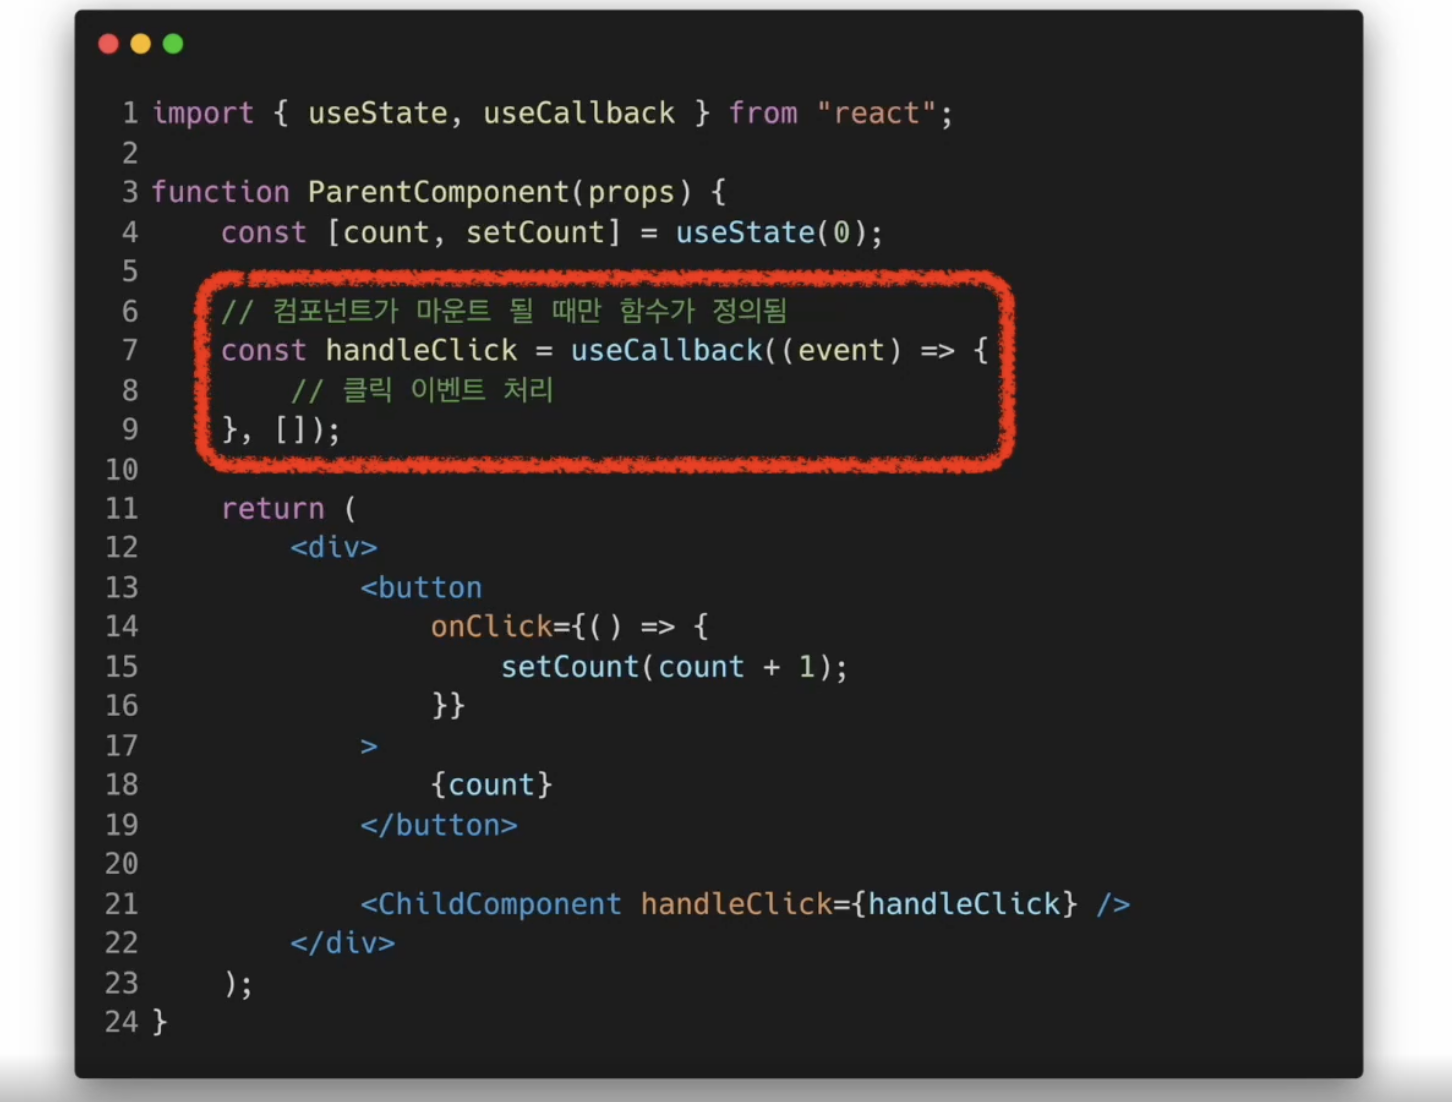 1 import { useState, useCallback } from "react";
2
3 function ParentComponent(props) {
4     const [count, setCount] = useState(0);
5
6     // 컴포넌트가 마운트 될 때만 함수가 정의됨
7     const handleClick = useCallback((event) => {
8         // 클릭 이벤트 처리
9     }, []);
10
11     return (
12         <div>
13             <button
14                 onClick={() => {
15                     setCount(count + 1);
16                 }}
17             >
18                 {count}
19             </button>
20
21             <ChildComponent handleClick={handleClick} />
22         </div>
23     );
24 }